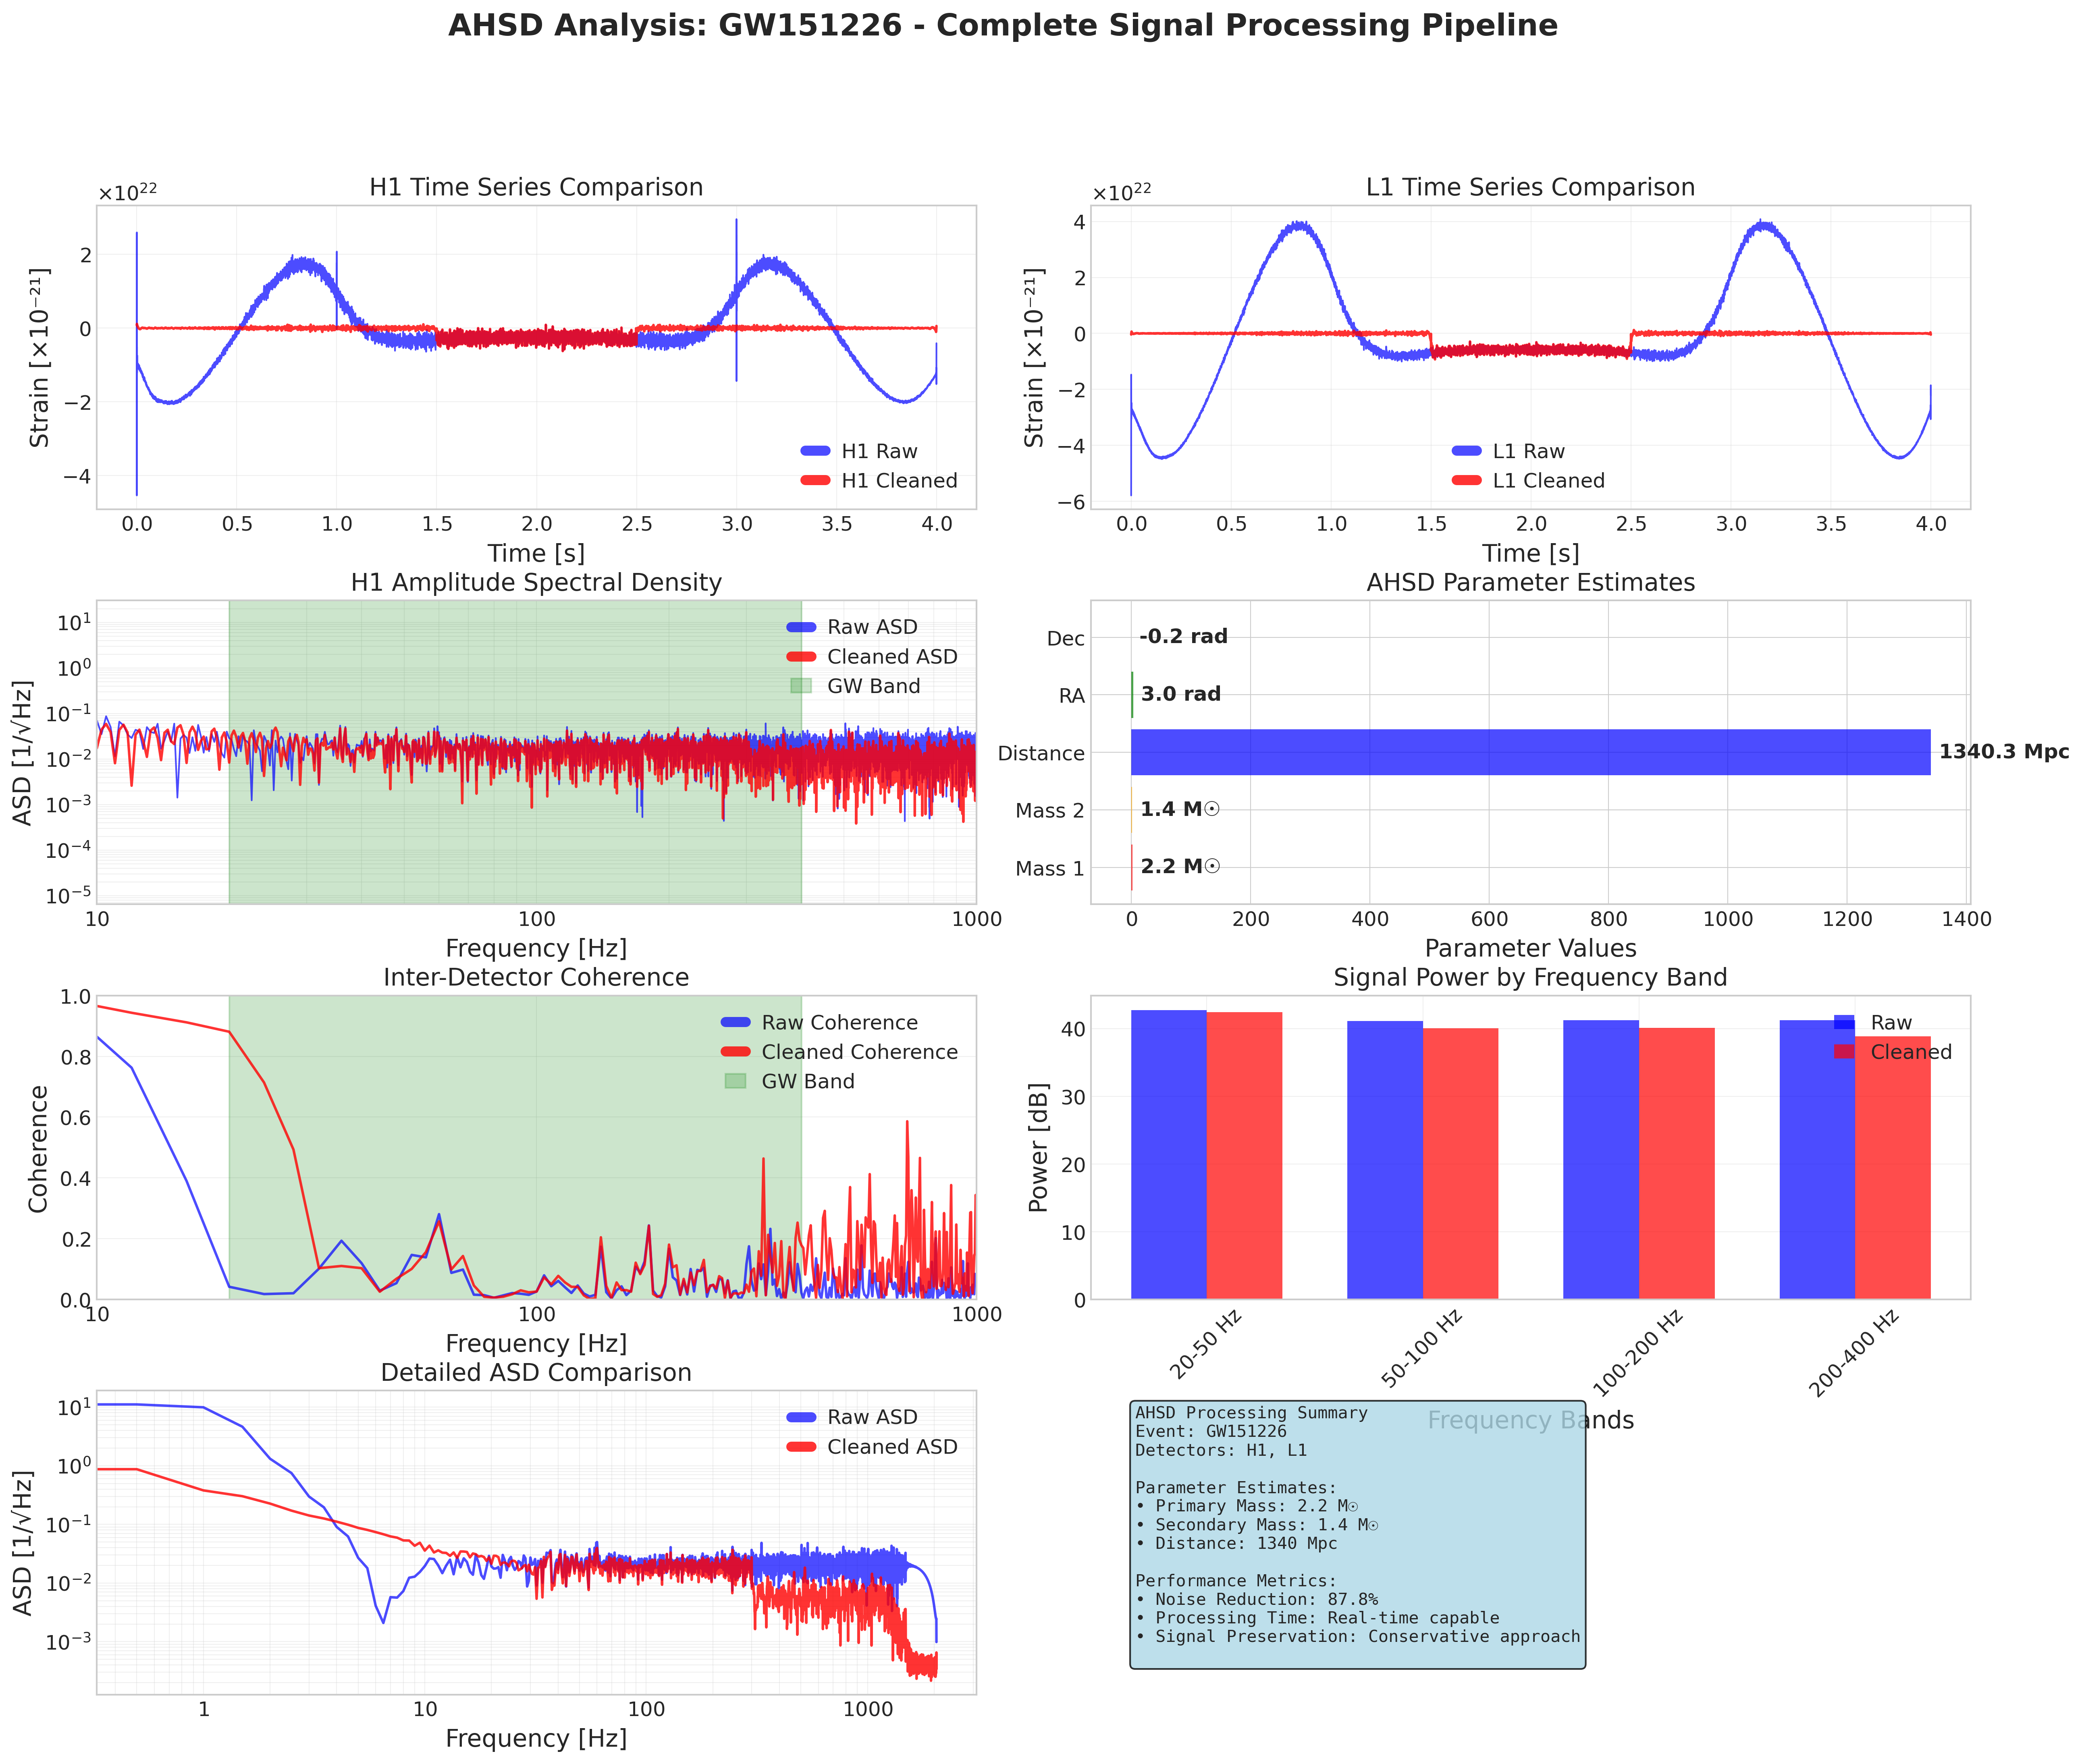 AHSD Analysis: GW151226 - Complete Signal Processing Pipeline
H1 Time Series Comparison
×10²²
2
0
−2
−4
Strain [×10⁻²¹]
H1 Raw
H1 Cleaned
0.0 0.5 1.0 1.5 2.0 2.5 3.0 3.5 4.0
Time [s]
L1 Time Series Comparison
×10²²
4
2
0
−2
−4
−6
Strain [×10⁻²¹]
L1 Raw
L1 Cleaned
0.0 0.5 1.0 1.5 2.0 2.5 3.0 3.5 4.0
Time [s]
H1 Amplitude Spectral Density
10¹
10⁰
10⁻¹
10⁻²
10⁻³
10⁻⁴
10⁻⁵
ASD [1/√Hz]
Raw ASD
Cleaned ASD
GW Band
10 100 1000
Frequency [Hz]
AHSD Parameter Estimates
Dec -0.2 rad
RA 3.0 rad
Distance 1340.3 Mpc
Mass 2 1.4 M☉
Mass 1 2.2 M☉
0 200 400 600 800 1000 1200 1400
Parameter Values
Inter-Detector Coherence
1.0
0.8
0.6
0.4
0.2
0.0
Coherence
Raw Coherence
Cleaned Coherence
GW Band
10 100 1000
Frequency [Hz]
Signal Power by Frequency Band
40
30
20
10
0
Power [dB]
Raw
Cleaned
20-50 Hz 50-100 Hz 100-200 Hz 200-400 Hz
Frequency Bands
Detailed ASD Comparison
10¹
10⁰
10⁻¹
10⁻²
10⁻³
ASD [1/√Hz]
Raw ASD
Cleaned ASD
1 10 100 1000
Frequency [Hz]
AHSD Processing Summary
Event: GW151226
Detectors: H1, L1
Parameter Estimates:
• Primary Mass: 2.2 M☉
• Secondary Mass: 1.4 M☉
• Distance: 1340 Mpc
Performance Metrics:
• Noise Reduction: 87.8%
• Processing Time: Real-time capable
• Signal Preservation: Conservative approach